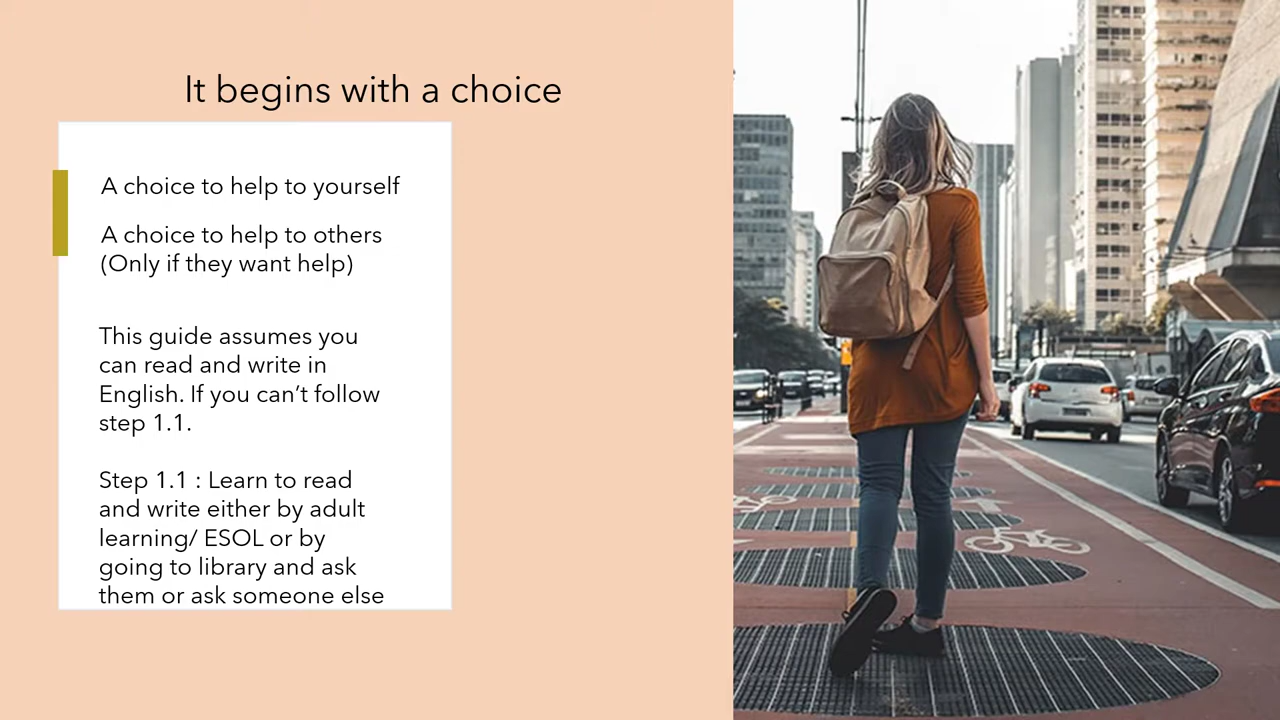 It begins with a choice
A choice to help to yourself
A choice to help to others
(Only if they want help)
This guide assumes you
can read and write in
English. If you can’t follow
step 1.1.
Step 1.1 : Learn to read
and write either by adult
learning/ ESOL or by
going to library and ask
them or ask someone else